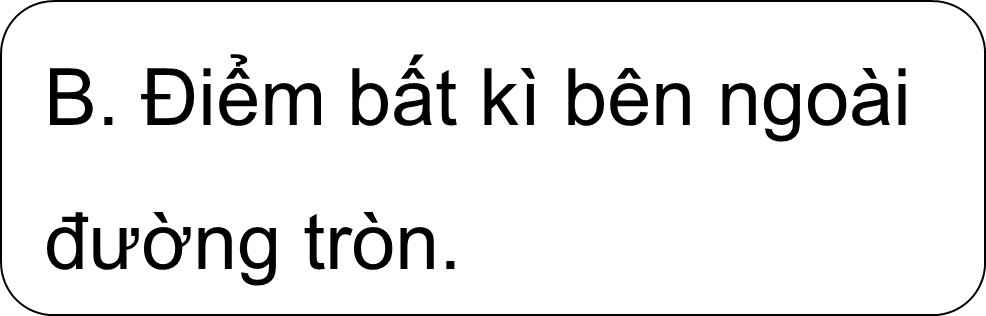 B. Điểm bất kì bên ngoài
đường tròn.